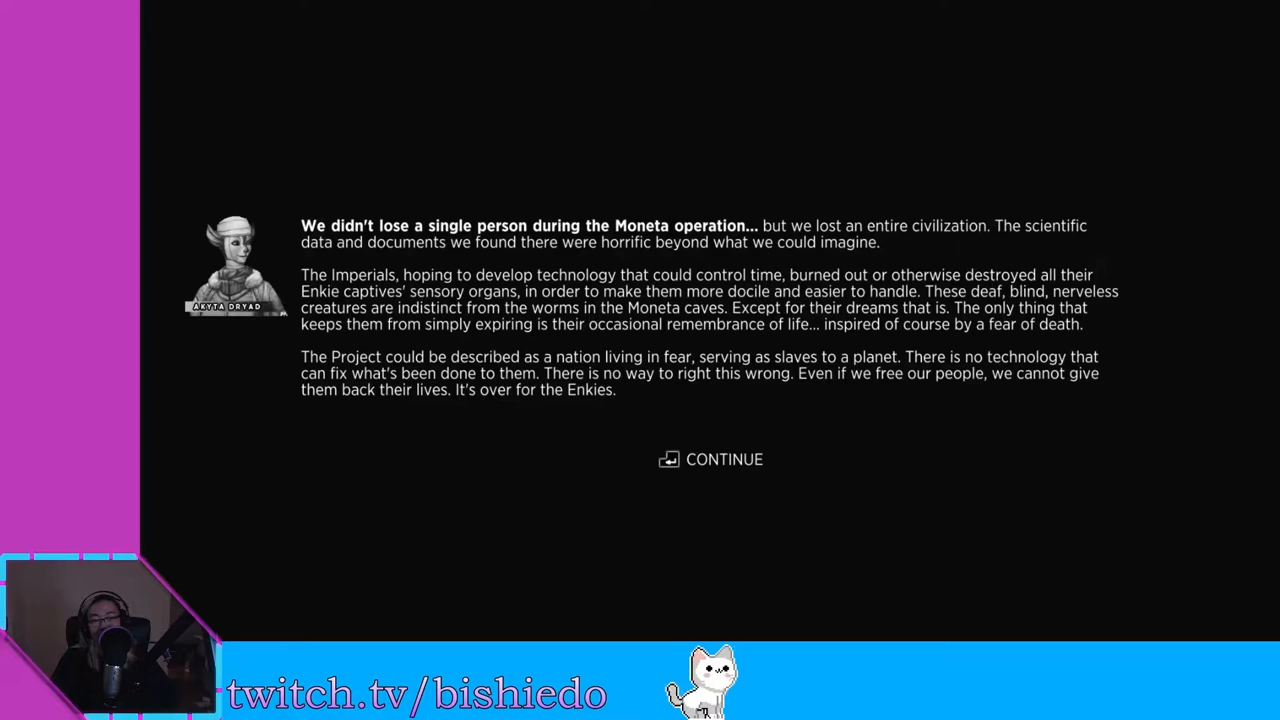 We didn't lose a single person during the Moneta operation... but we lost an entire civilization. The scientific
data and documents we found there were horrific beyond what we could imagine.
The Imperials, hoping to develop technology that could control time, burned out or otherwise destroyed all their
Enkie captives' sensory organs, in order to make them more docile and easier to handle. These deaf, blind, nerveless
creatures are indistinct from the worms in the Moneta caves. Except for their dreams that is. The only thing that
keeps them from simply expiring is their occasional remembrance of life... inspired of course by a fear of death.
AKYTA DRYAD
The Project could be described as a nation living in fear, serving as slaves to a planet. There is no technology that
can fix what's been done to them. There is no way to right this wrong. Even if we free our people, we cannot give
them back their lives. It's over for the Enkies.
CONTINUE
twitch.tv/bishiedo